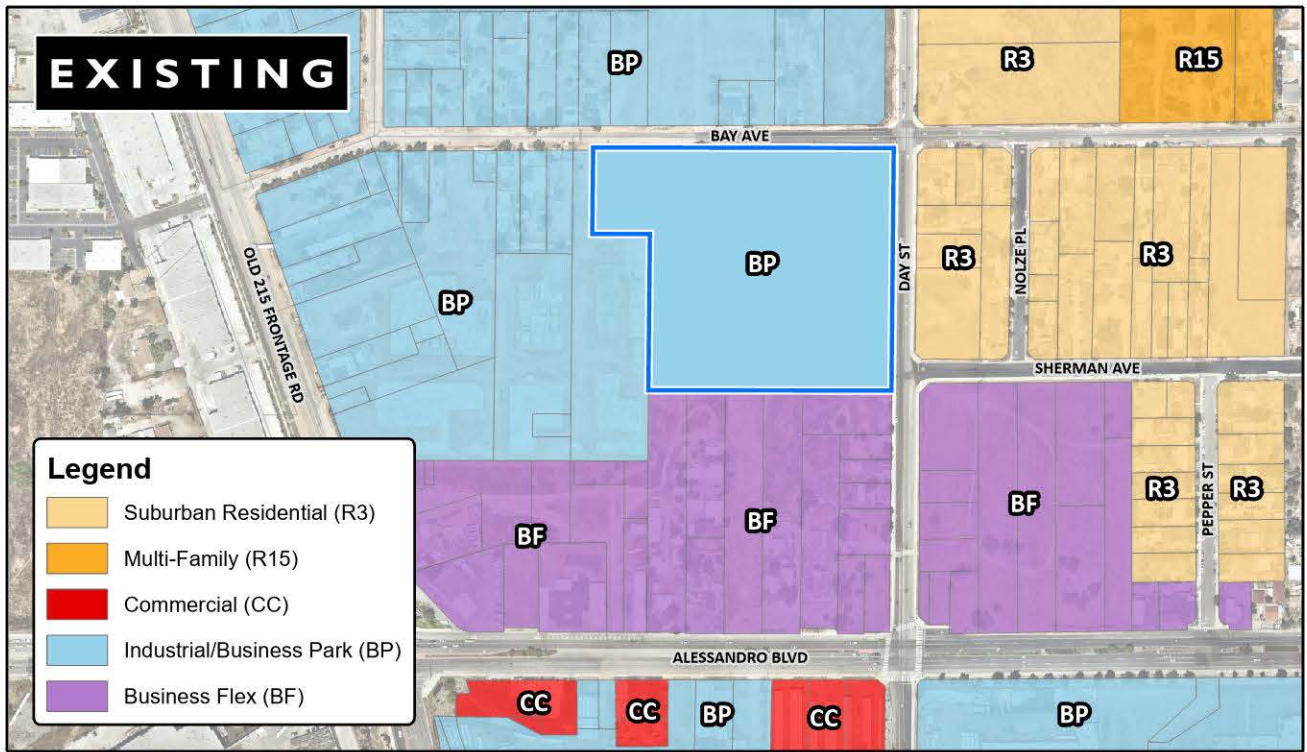 EXISTING
BP
R3
R15
BAY AVE
OLD 215 FRONTAGE RD
BP
BP
DAY ST
R3
NOLZE PL
R3
SHERMAN AVE
Legend
Suburban Residential (R3)
Multi-Family (R15)
Commercial (CC)
Industrial/Business Park (BP)
Business Flex (BF)
BF
BF
BF
R3
PEPPER ST
R3
ALESSANDRO BLVD
CC
CC
BP
CC
BP